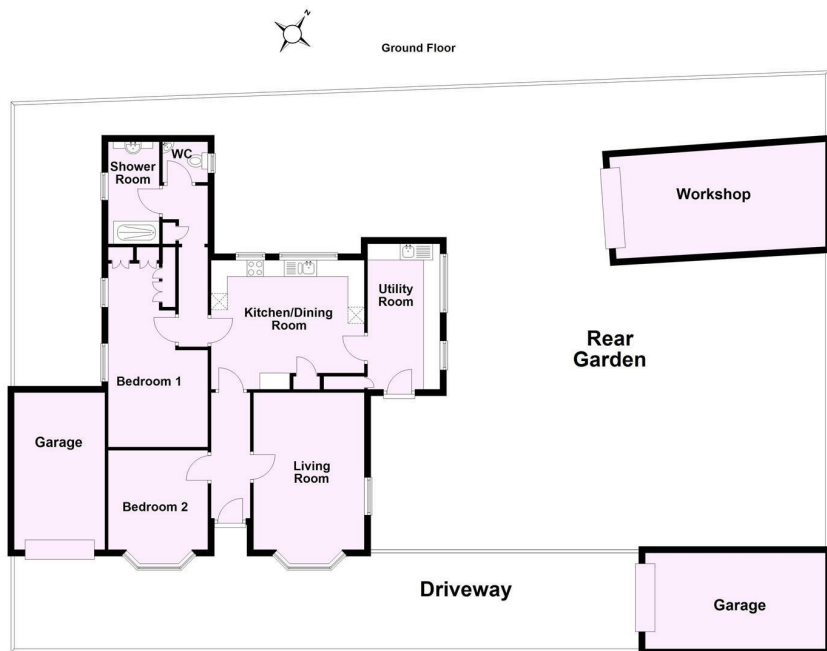 N
Ground Floor
WC
Shower
Room
Workshop
Utility
Room
Kitchen/Dining
Room
Rear
Garden
Bedroom 1
Garage
Living
Room
Bedroom 2
Driveway
Garage